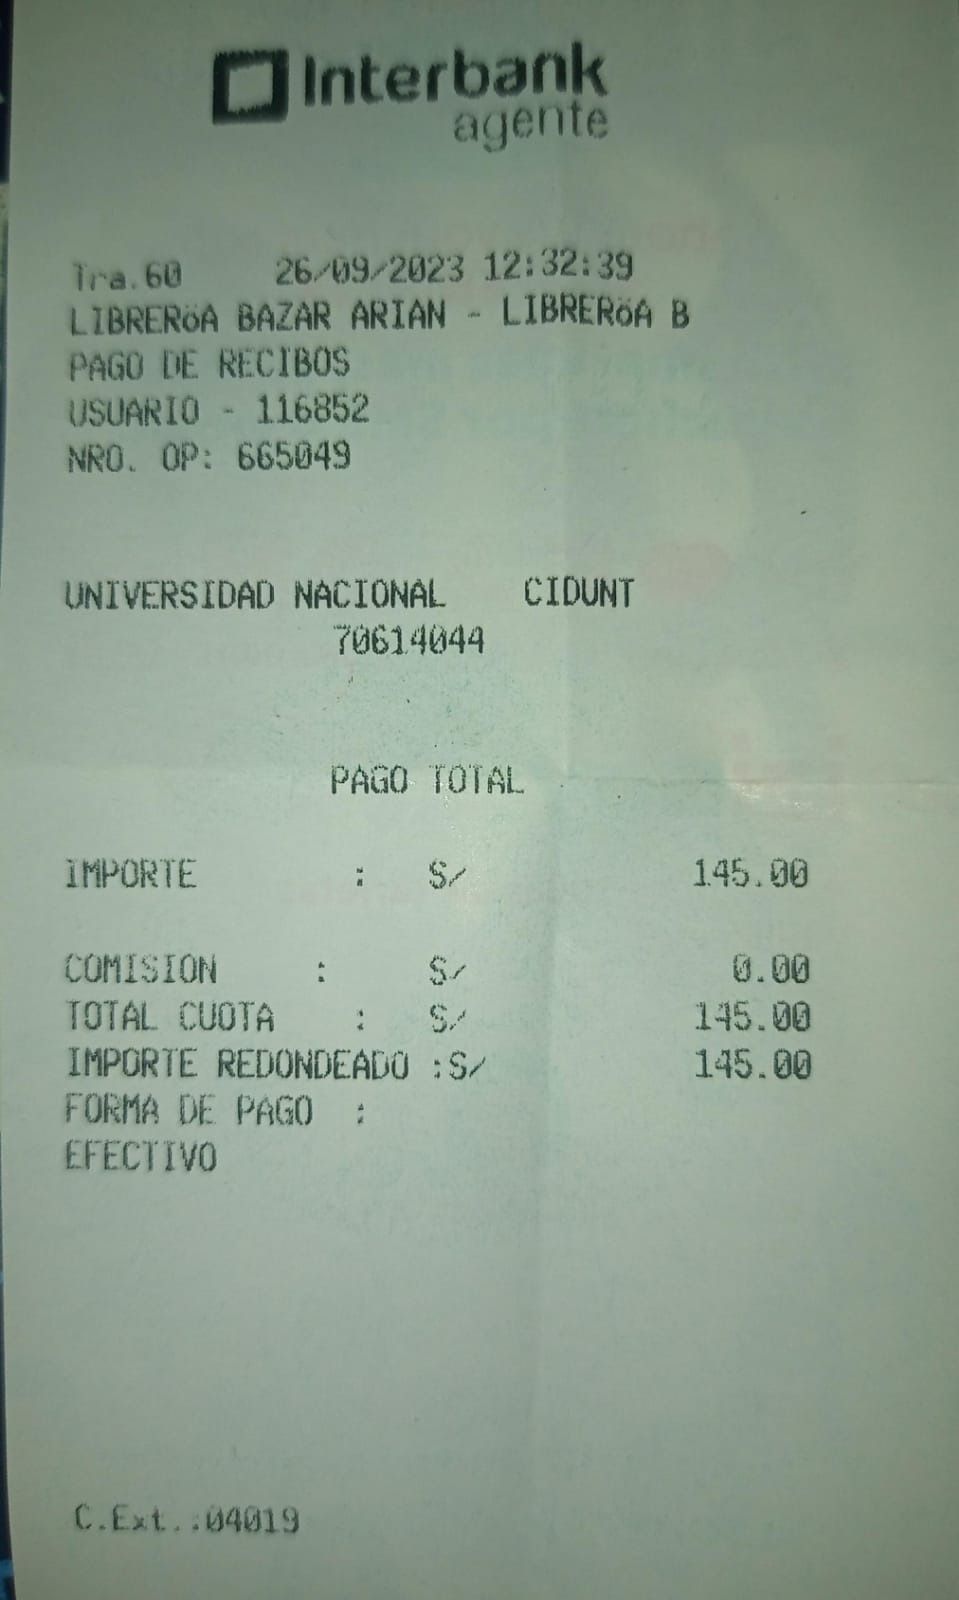 Interbank
agente
Tra.60 26/09/2023 12:32:39
LIBRERöA BAZAR ARIAN - LIBRERöA B
PAGO DE RECIBOS
USUARIO - 116852
NRO. OP: 665049
UNIVERSIDAD NACIONAL CIDUNT
70614044
PAGO TOTAL
IMPORTE : S/ 145.00
COMISION : S/ 0.00
TOTAL CUOTA : S/ 145.00
IMPORTE REDONDEADO :S/ 145.00
FORMA DE PAGO :
EFECTIVO
C.Ext.:04019